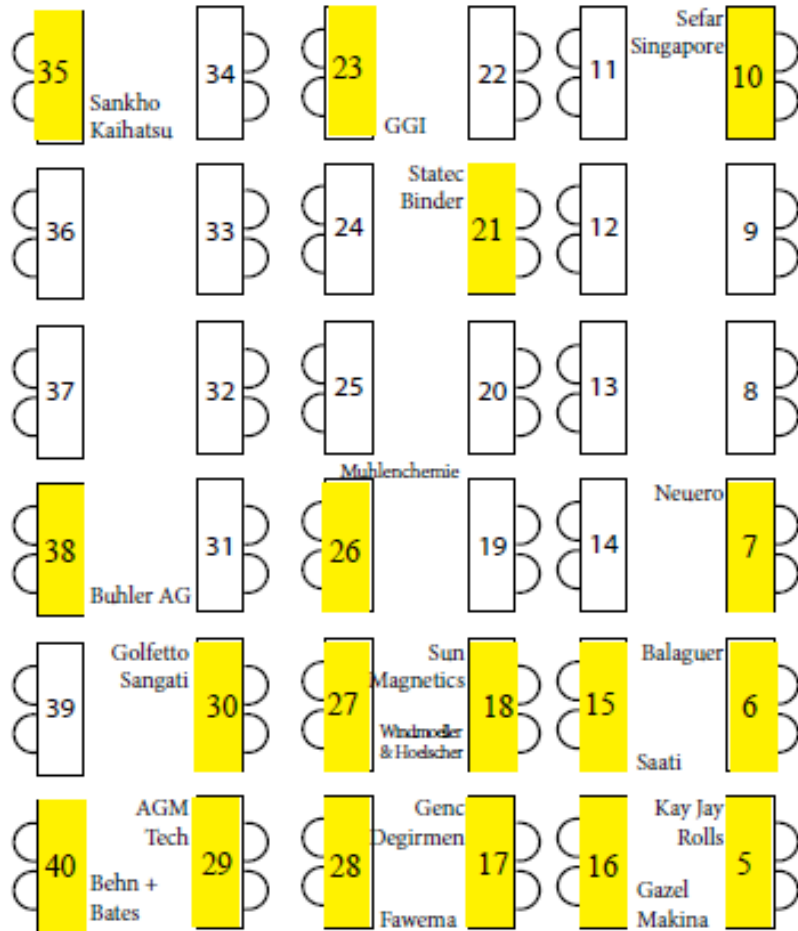 Sefar
Singapore
35
34
23
22
11
10
Sankho
Kaihatsu
GGI
Statec
Binder
36
33
24
21
12
9
37
32
25
20
13
8
Muhlenchemie
Neuero
38
31
26
19
14
7
Buhler AG
Golfetto
Sangati
Sun
Magnetics
Balaguer
39
30
27
18
15
6
Windmoeller
& Hoelscher
Saati
AGM
Tech
Genc
Degirmen
Kay Jay
Rolls
40
29
28
17
16
5
Behn +
Bates
Fawema
Gazel
Makina